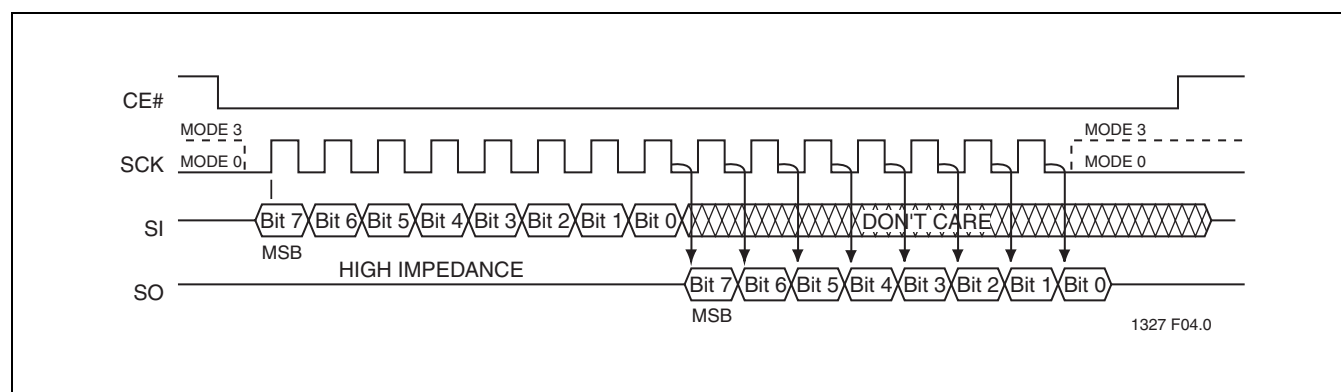 CE#
MODE 3
MODE 3
SCK
MODE 0
MODE 0
SI
Bit 7 Bit 6 Bit 5 Bit 4 Bit 3 Bit 2 Bit 1 Bit 0
DON'T CARE
MSB
HIGH IMPEDANCE
SO
Bit 7 Bit 6 Bit 5 Bit 4 Bit 3 Bit 2 Bit 1 Bit 0
MSB
1327 F04.0